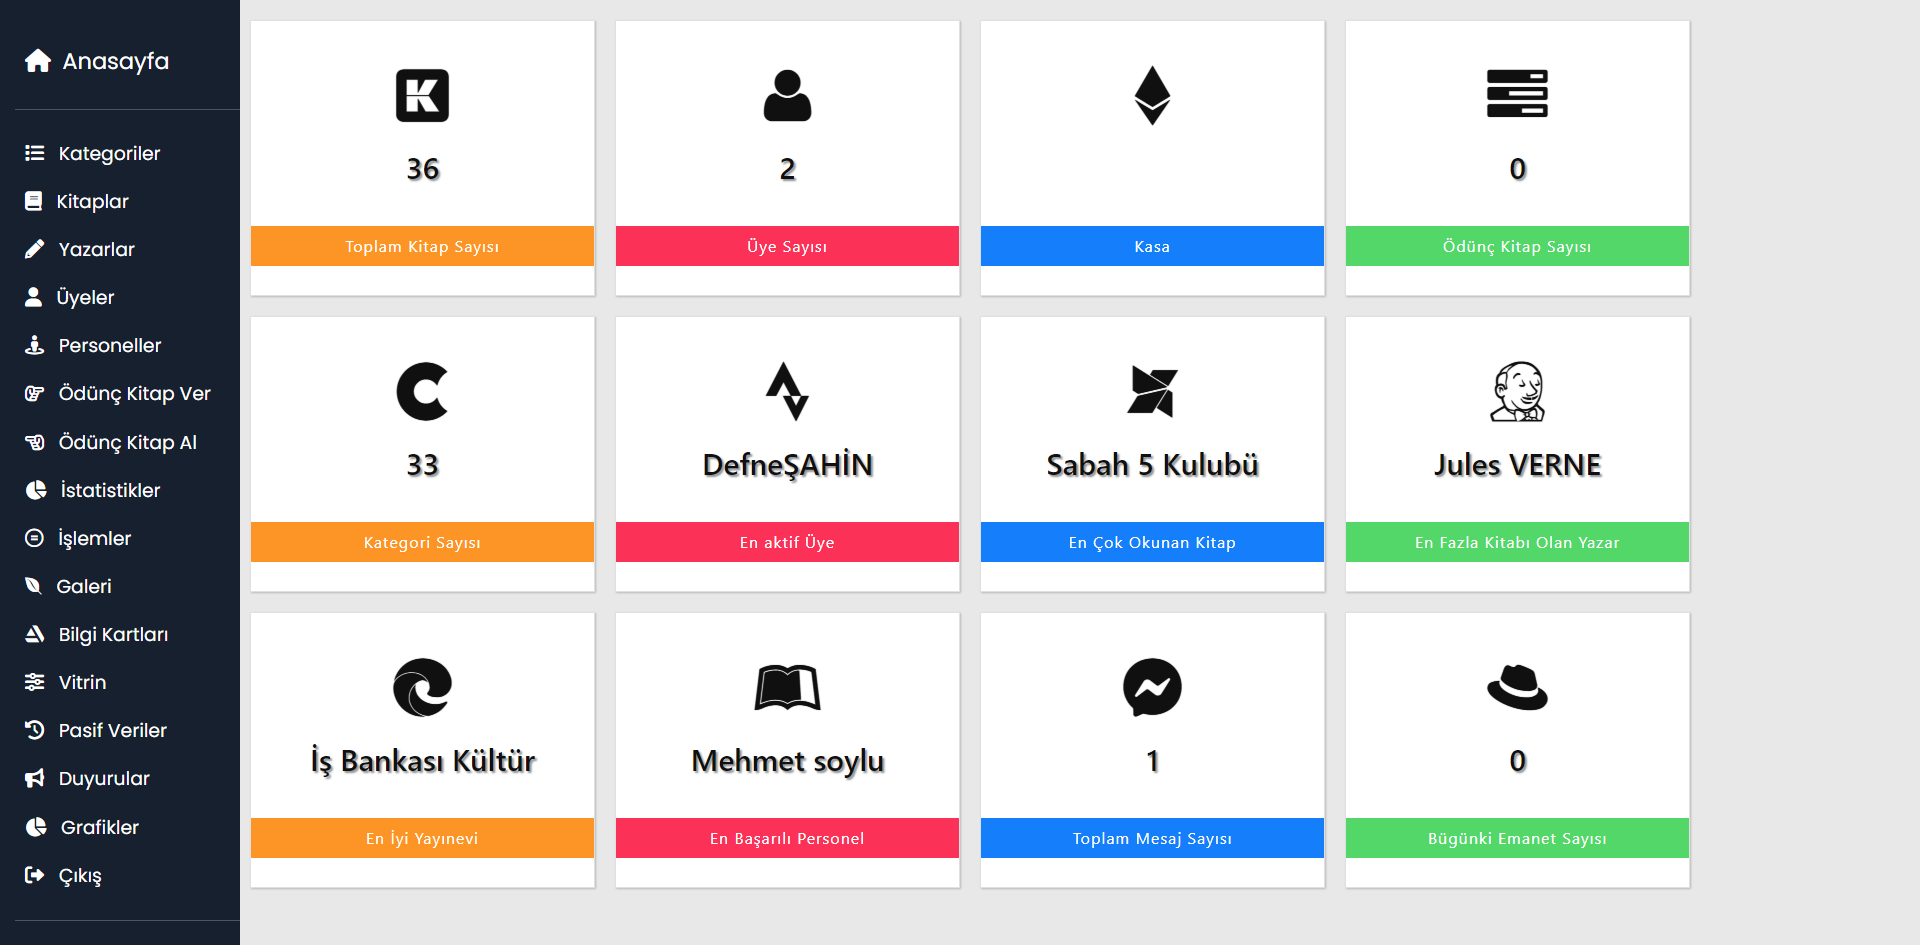 Anasayfa
Kategoriler
Kitaplar
Yazarlar
Üyeler
Personeller
Ödünç Kitap Ver
Ödünç Kitap Al
İstatistikler
İşlemler
Galeri
Bilgi Kartları
Vitrin
Pasif Veriler
Duyurular
Grafikler
Çıkış
K
36
Toplam Kitap Sayısı
2
Üye Sayısı
Kasa
0
Ödünç Kitap Sayısı
33
Kategori Sayısı
DefneŞAHİN
En aktif Üye
Sabah 5 Kulubü
En Çok Okunan Kitap
Jules VERNE
En Fazla Kitabı Olan Yazar
İş Bankası Kültür
En İyi Yayınevi
Mehmet soylu
En Başarılı Personel
1
Toplam Mesaj Sayısı
0
Bügünki Emanet Sayısı